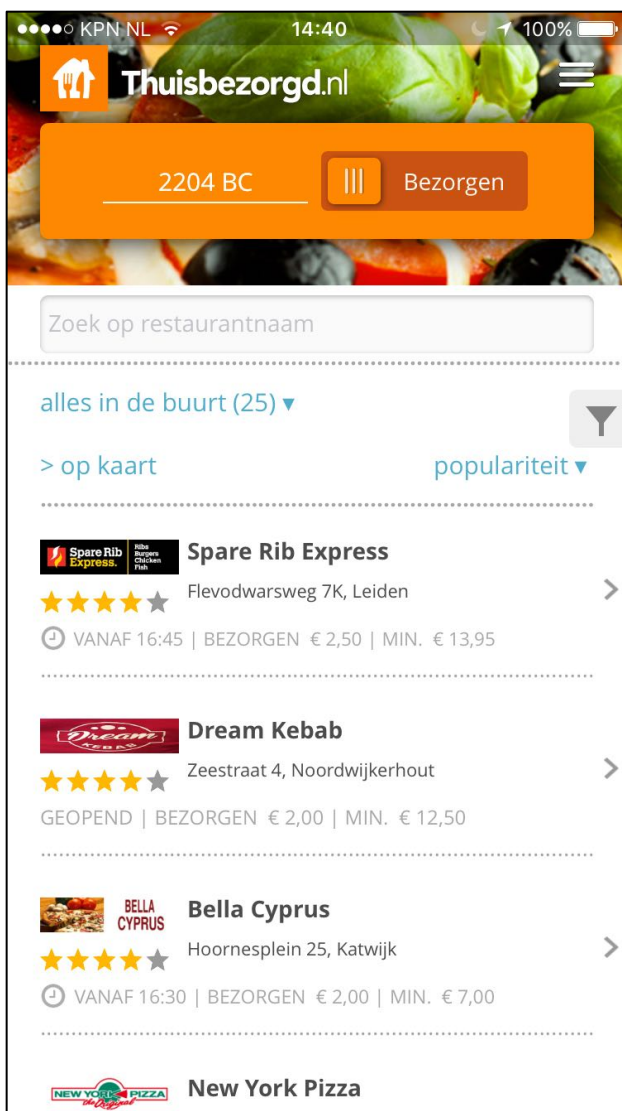 KPN NL 14:40 100%
Thuisbezorgd.nl
2204 BC Bezorgen
Zoek op restaurantnaam
alles in de buurt (25) ▾
> op kaart populariteit ▾
Spare Rib Express. Ribs Burgers Chicken Fish
Spare Rib Express
Flevodwarsweg 7K, Leiden
VANAF 16:45 | BEZORGEN € 2,50 | MIN. € 13,95
Dream KEBAB
Dream Kebab
Zeestraat 4, Noordwijkerhout
GEOPEND | BEZORGEN € 2,00 | MIN. € 12,50
BELLA CYPRUS
Bella Cyprus
Hoornesplein 25, Katwijk
VANAF 16:30 | BEZORGEN € 2,00 | MIN. € 7,00
NEW YORK PIZZA the Original
New York Pizza